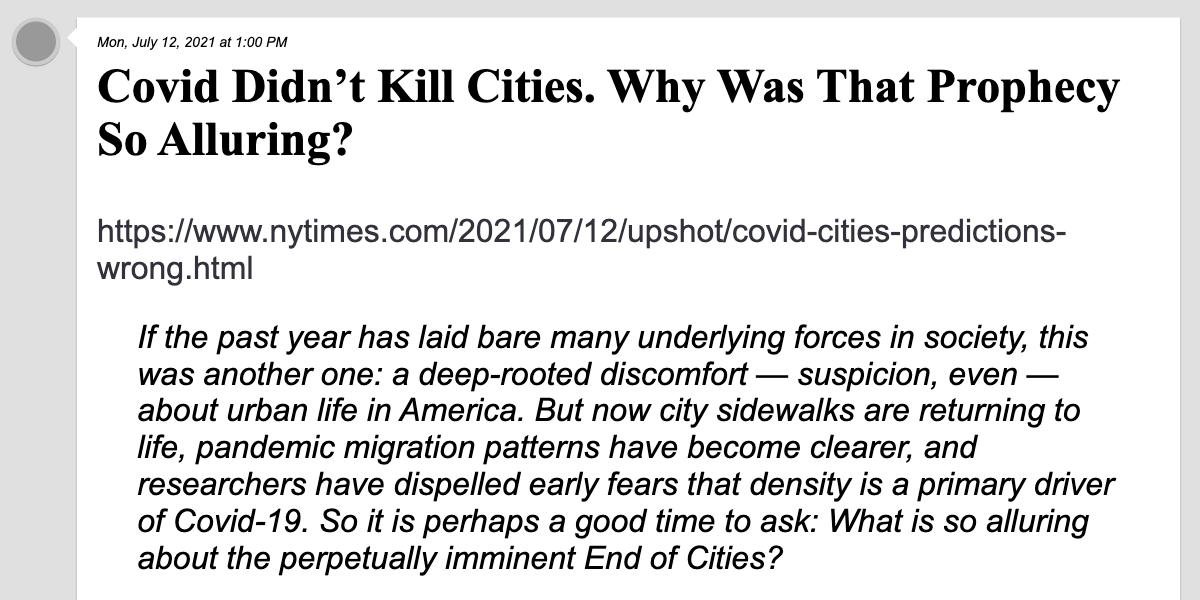 Mon, July 12, 2021 at 1:00 PM
Covid Didn’t Kill Cities. Why Was That Prophecy
So Alluring?
https://www.nytimes.com/2021/07/12/upshot/covid-cities-predictions-
wrong.html
If the past year has laid bare many underlying forces in society, this
was another one: a deep-rooted discomfort — suspicion, even —
about urban life in America. But now city sidewalks are returning to
life, pandemic migration patterns have become clearer, and
researchers have dispelled early fears that density is a primary driver
of Covid-19. So it is perhaps a good time to ask: What is so alluring
about the perpetually imminent End of Cities?